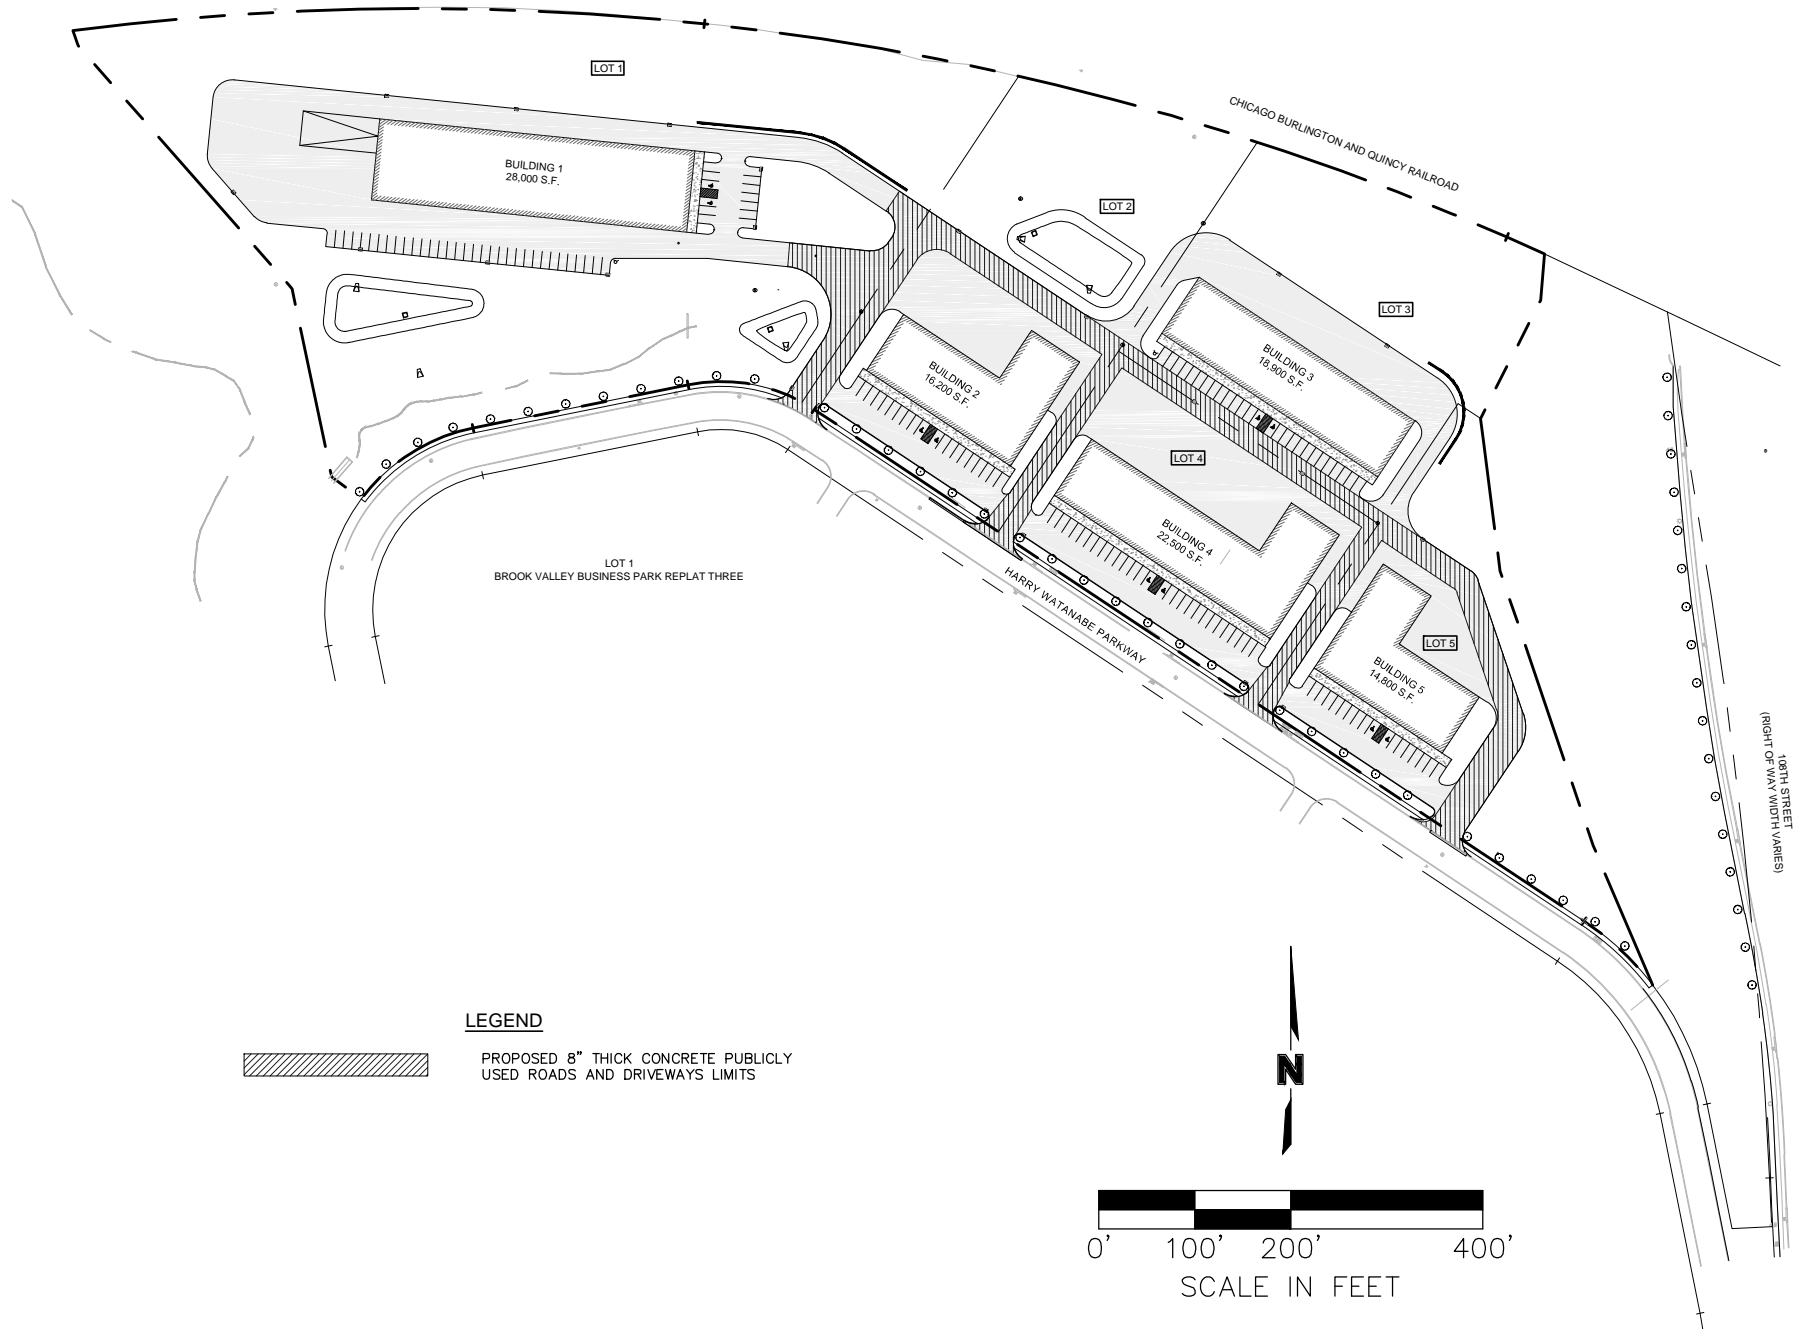 LOT 1
CHICAGO BURLINGTON AND QUINCY RAILROAD
BUILDING 1
28,000 S.F.
LOT 2
LOT 3
BUILDING 2
16,200 S.F.
BUILDING 3
18,900 S.F.
LOT 4
BUILDING 4
22,500 S.F.
LOT 5
BUILDING 5
14,800 S.F.
LOT 1
BROOK VALLEY BUSINESS PARK REPLAT THREE
HARRY WATANABE PARKWAY
108TH STREET
(RIGHT OF WAY WIDTH VARIES)
LEGEND
PROPOSED 8" THICK CONCRETE PUBLICLY
USED ROADS AND DRIVEWAYS LIMITS
N
0' 100' 200' 400'
SCALE IN FEET